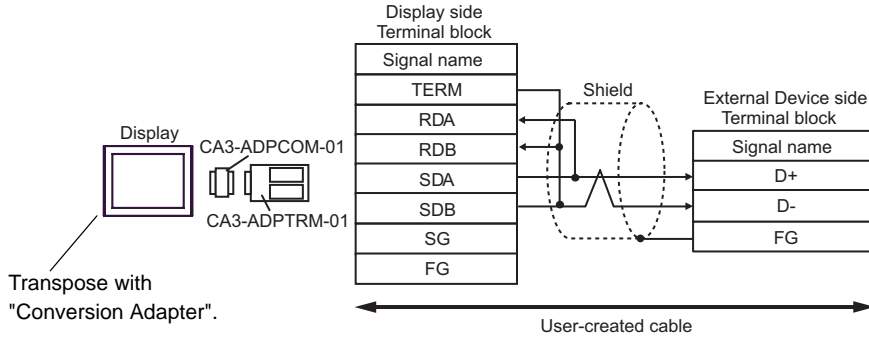 Display side
Terminal block
Signal name
TERM
RDA
RDB
SDA
SDB
SG
FG
Shield
External Device side
Terminal block
Signal name
D+
D-
FG
Display
CA3-ADPCOM-01
CA3-ADPTRM-01
Transpose with
"Conversion Adapter".
User-created cable